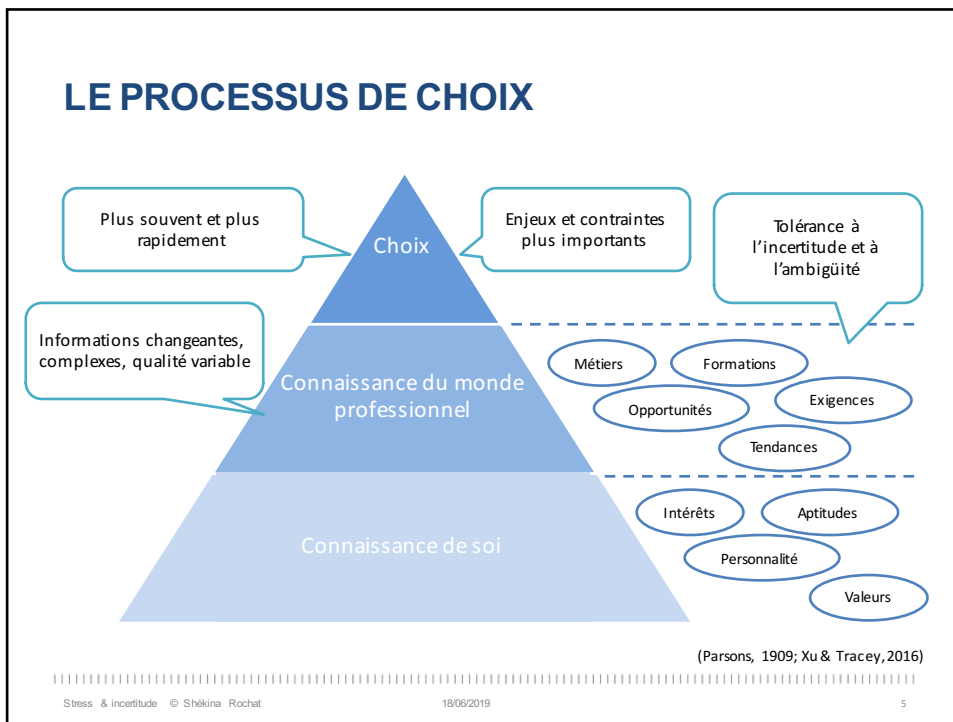 LE PROCESSUS DE CHOIX
Plus souvent et plus
rapidement
Choix
Enjeux et contraintes
plus importants
Tolérance à
l'incertitude et à
l'ambigüité
Informations changeantes,
complexes, qualité variable
Connaissance du monde
professionnel
Métiers
Formations
Opportunités
Exigences
Tendances
Connaissance de soi
Intérêts
Aptitudes
Personnalité
Valeurs
(Parsons, 1909; Xu & Tracey, 2016)
Stress & incertitude © Shékina Rochat 18/06/2019 5